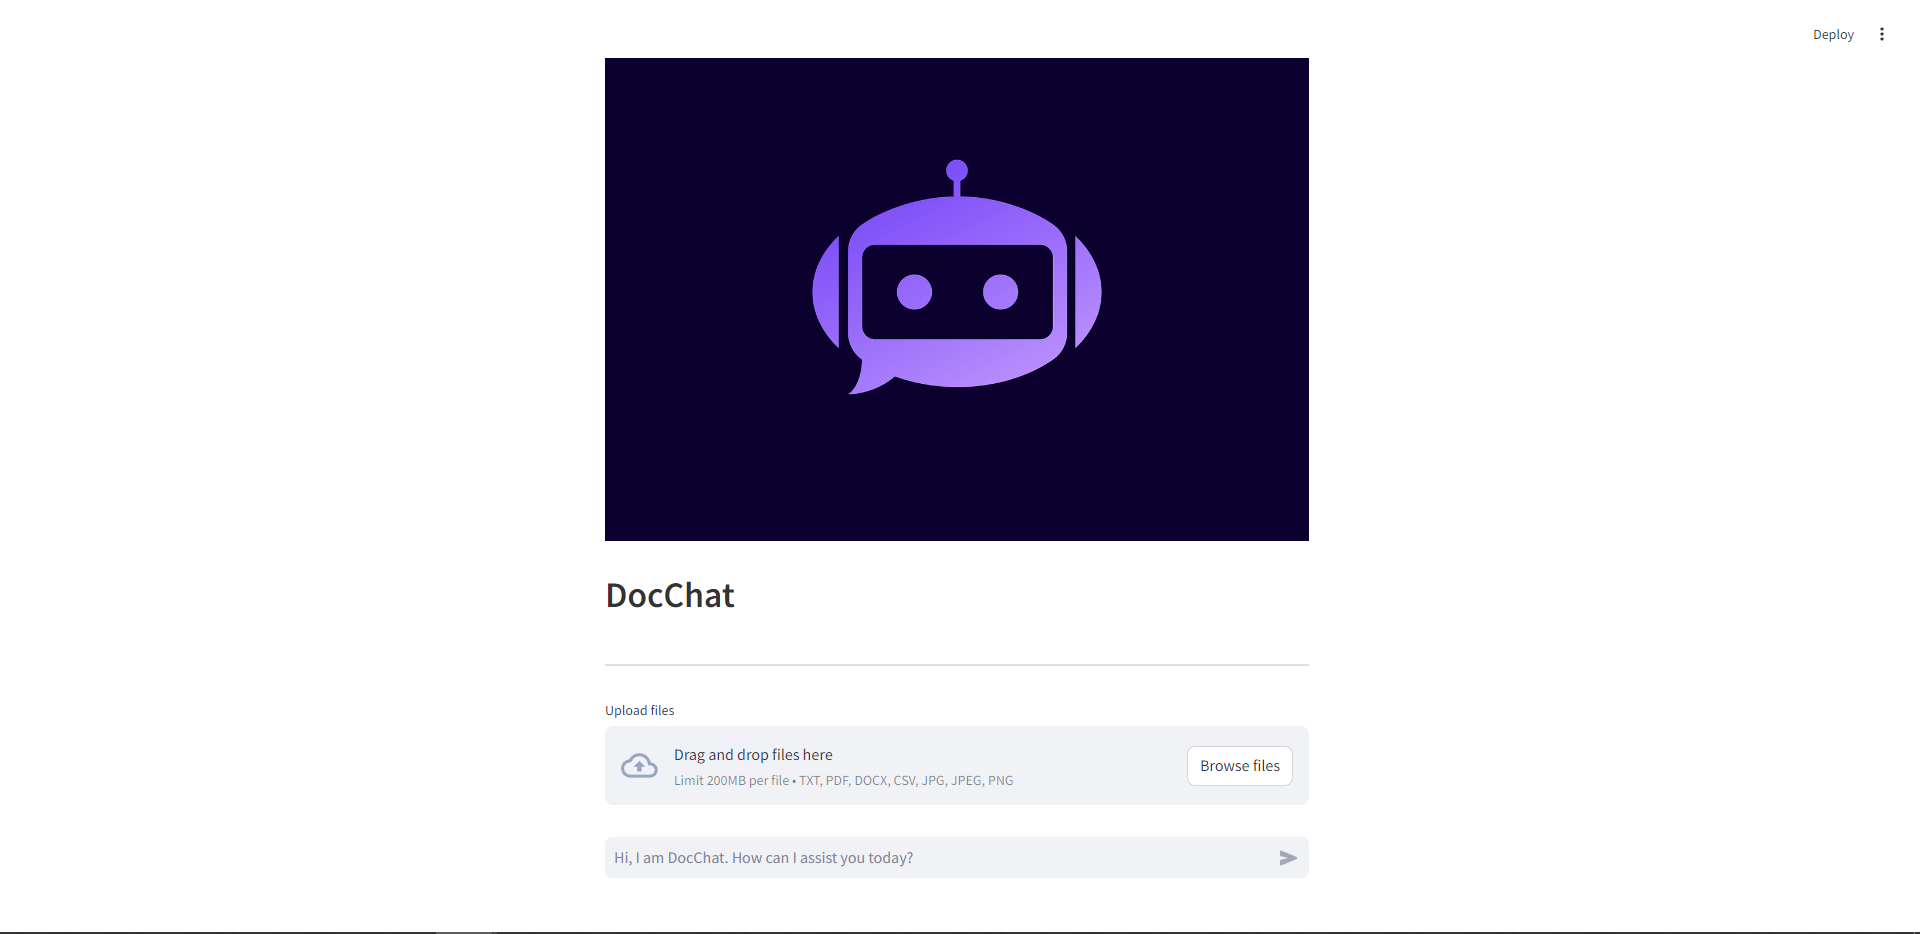 Deploy
DocChat
Upload files
Drag and drop files here
Limit 200MB per file • TXT, PDF, DOCX, CSV, JPG, JPEG, PNG
Browse files
Hi, I am DocChat. How can I assist you today?